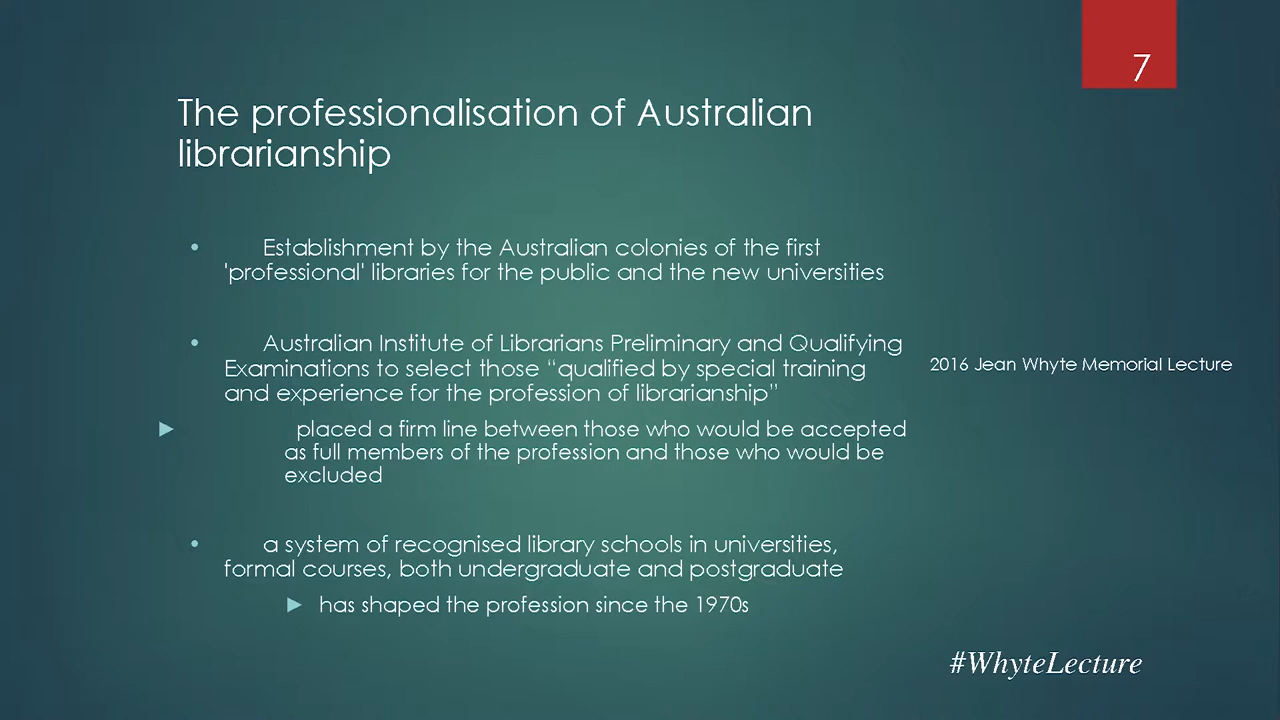 7
The professionalisation of Australian
librarianship
• Establishment by the Australian colonies of the first
'professional' libraries for the public and the new universities
• Australian Institute of Librarians Preliminary and Qualifying
Examinations to select those “qualified by special training
and experience for the profession of librarianship”
2016 Jean Whyte Memorial Lecture
▶ placed a firm line between those who would be accepted
as full members of the profession and those who would be
excluded
• a system of recognised library schools in universities,
formal courses, both undergraduate and postgraduate
▶ has shaped the profession since the 1970s
#WhyteLecture